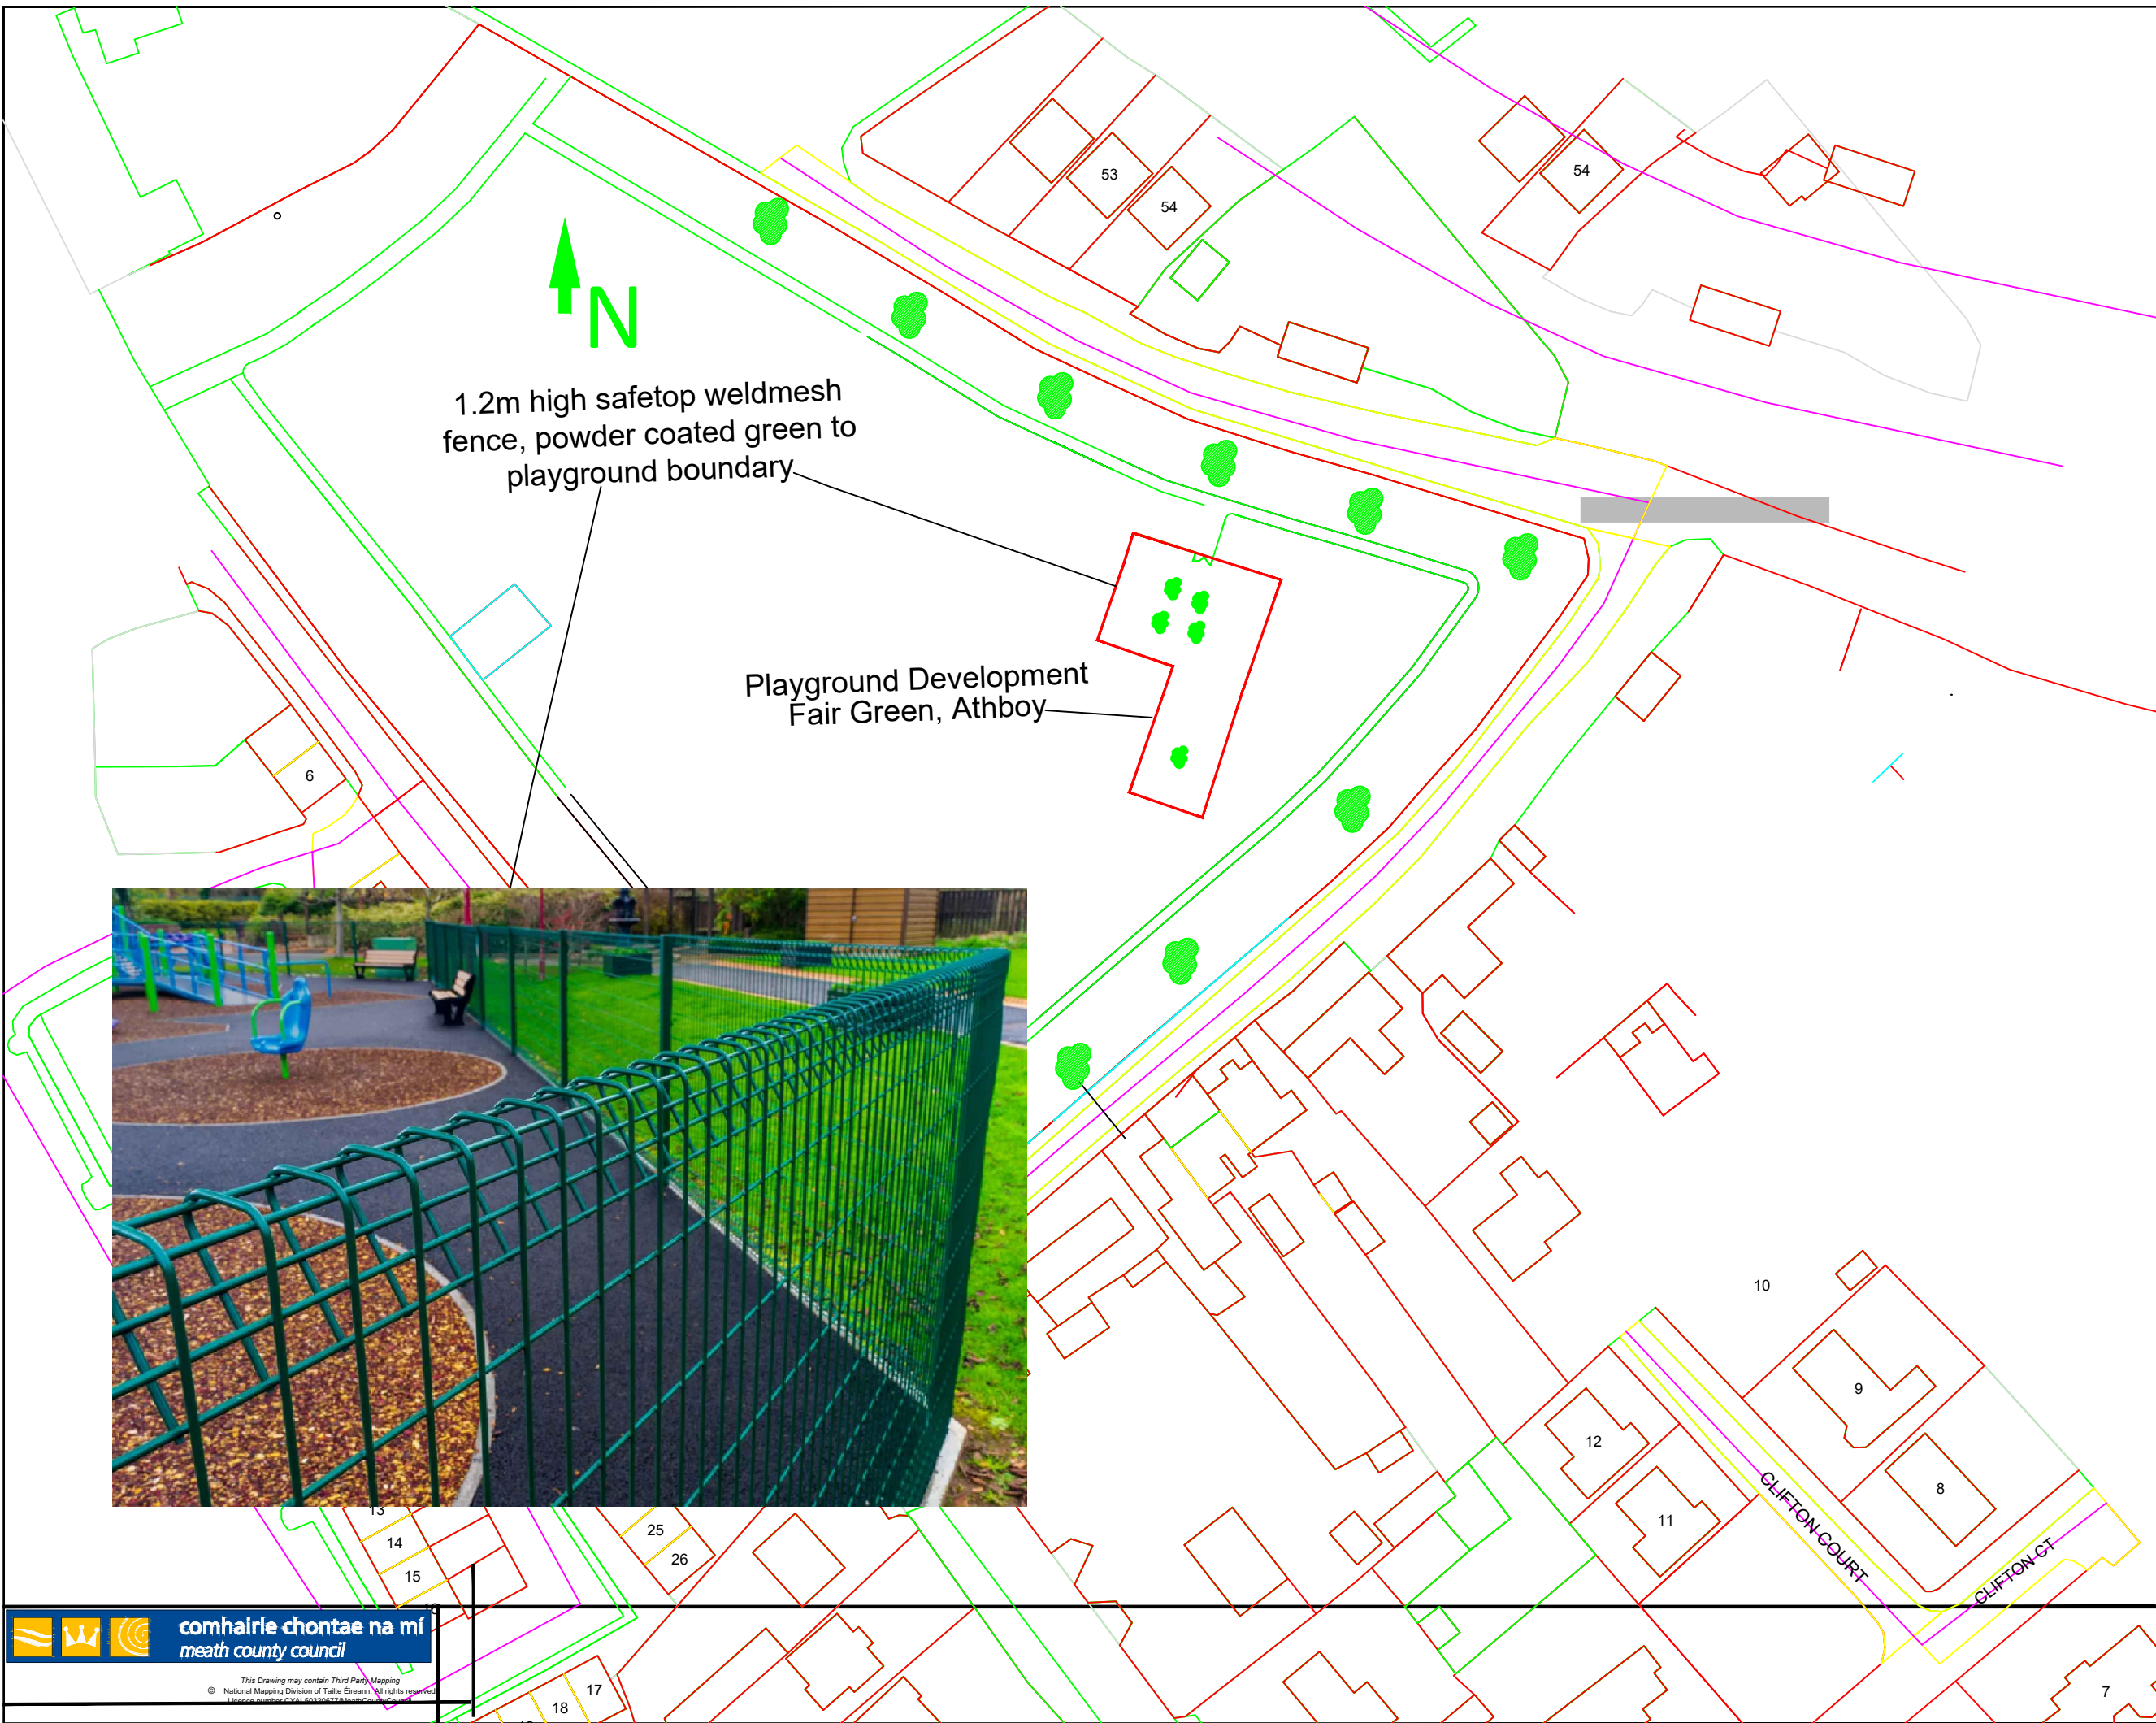 53
54
54
N
1.2m high safetop weldmesh
fence, powder coated green to
playground boundary
Playground Development
Fair Green, Athboy
6
10
9
12
8
11
CLIFTON COURT
CLIFTON CT
13
14
15
25
26
16
17
18
7
comhairle chontae na mí
meath county council
This Drawing may contain Third Party Mapping
© National Mapping Division of Tailte Éireann. All rights reserved